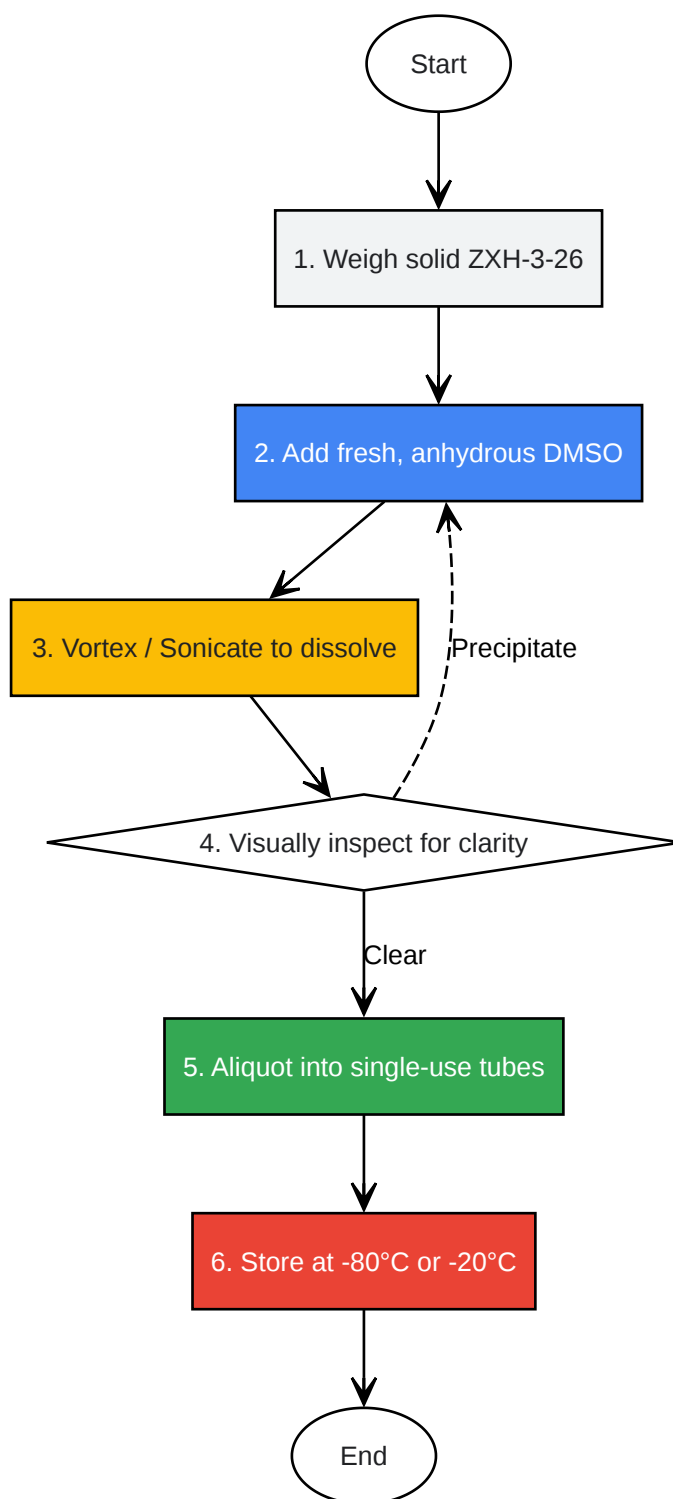 Start
1. Weigh solid ZXH-3-26
2. Add fresh, anhydrous DMSO
3. Vortex / Sonicate to dissolve
Precipitate
4. Visually inspect for clarity
Clear
5. Aliquot into single-use tubes
6. Store at -80°C or -20°C
End